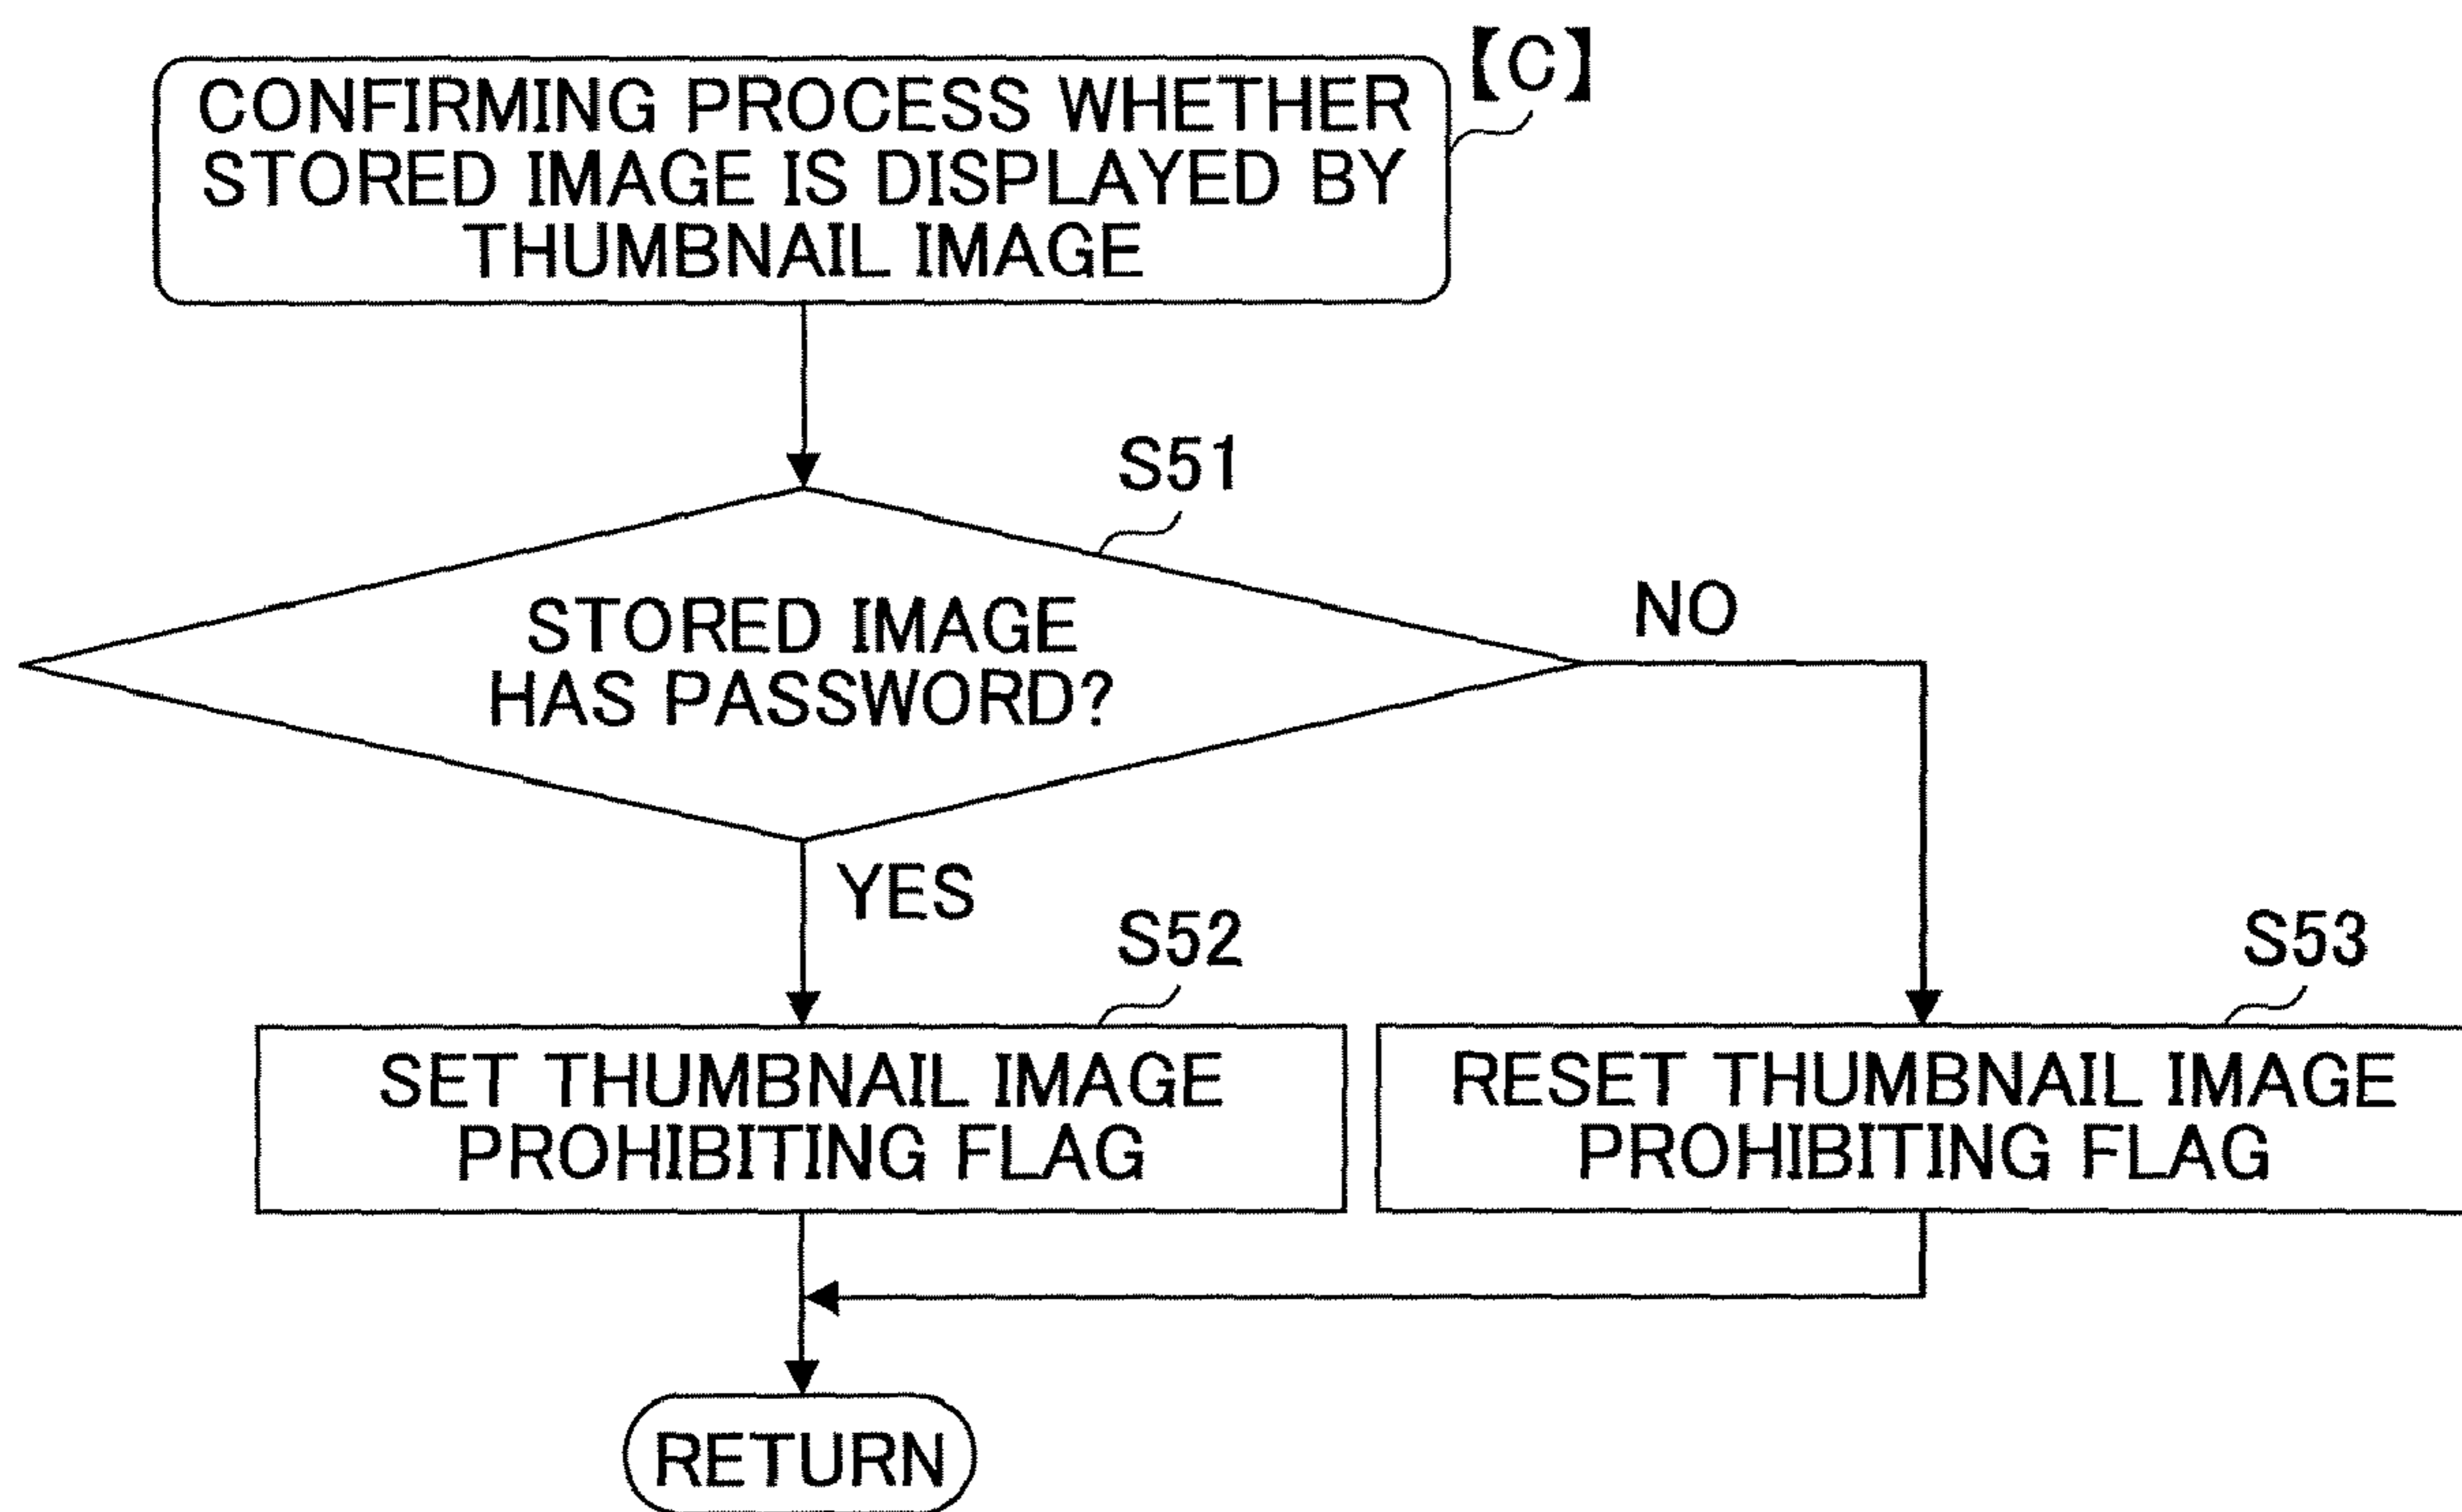 【C】
CONFIRMING PROCESS WHETHER
STORED IMAGE IS DISPLAYED BY
THUMBNAIL IMAGE
S51
STORED IMAGE
HAS PASSWORD?
NO
YES
S52
SET THUMBNAIL IMAGE
PROHIBITING FLAG
S53
RESET THUMBNAIL IMAGE
PROHIBITING FLAG
RETURN